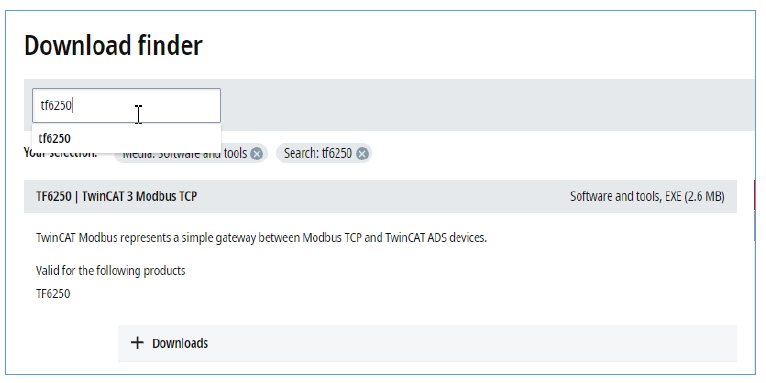 Download finder
tf6250
tf6250
Your selection: Media: Software and tools Search: tf6250
TF6250 | TwinCAT 3 Modbus TCP Software and tools, EXE (2.6 MB)
TwinCAT Modbus represents a simple gateway between Modbus TCP and TwinCAT ADS devices.
Valid for the following products
TF6250
Downloads